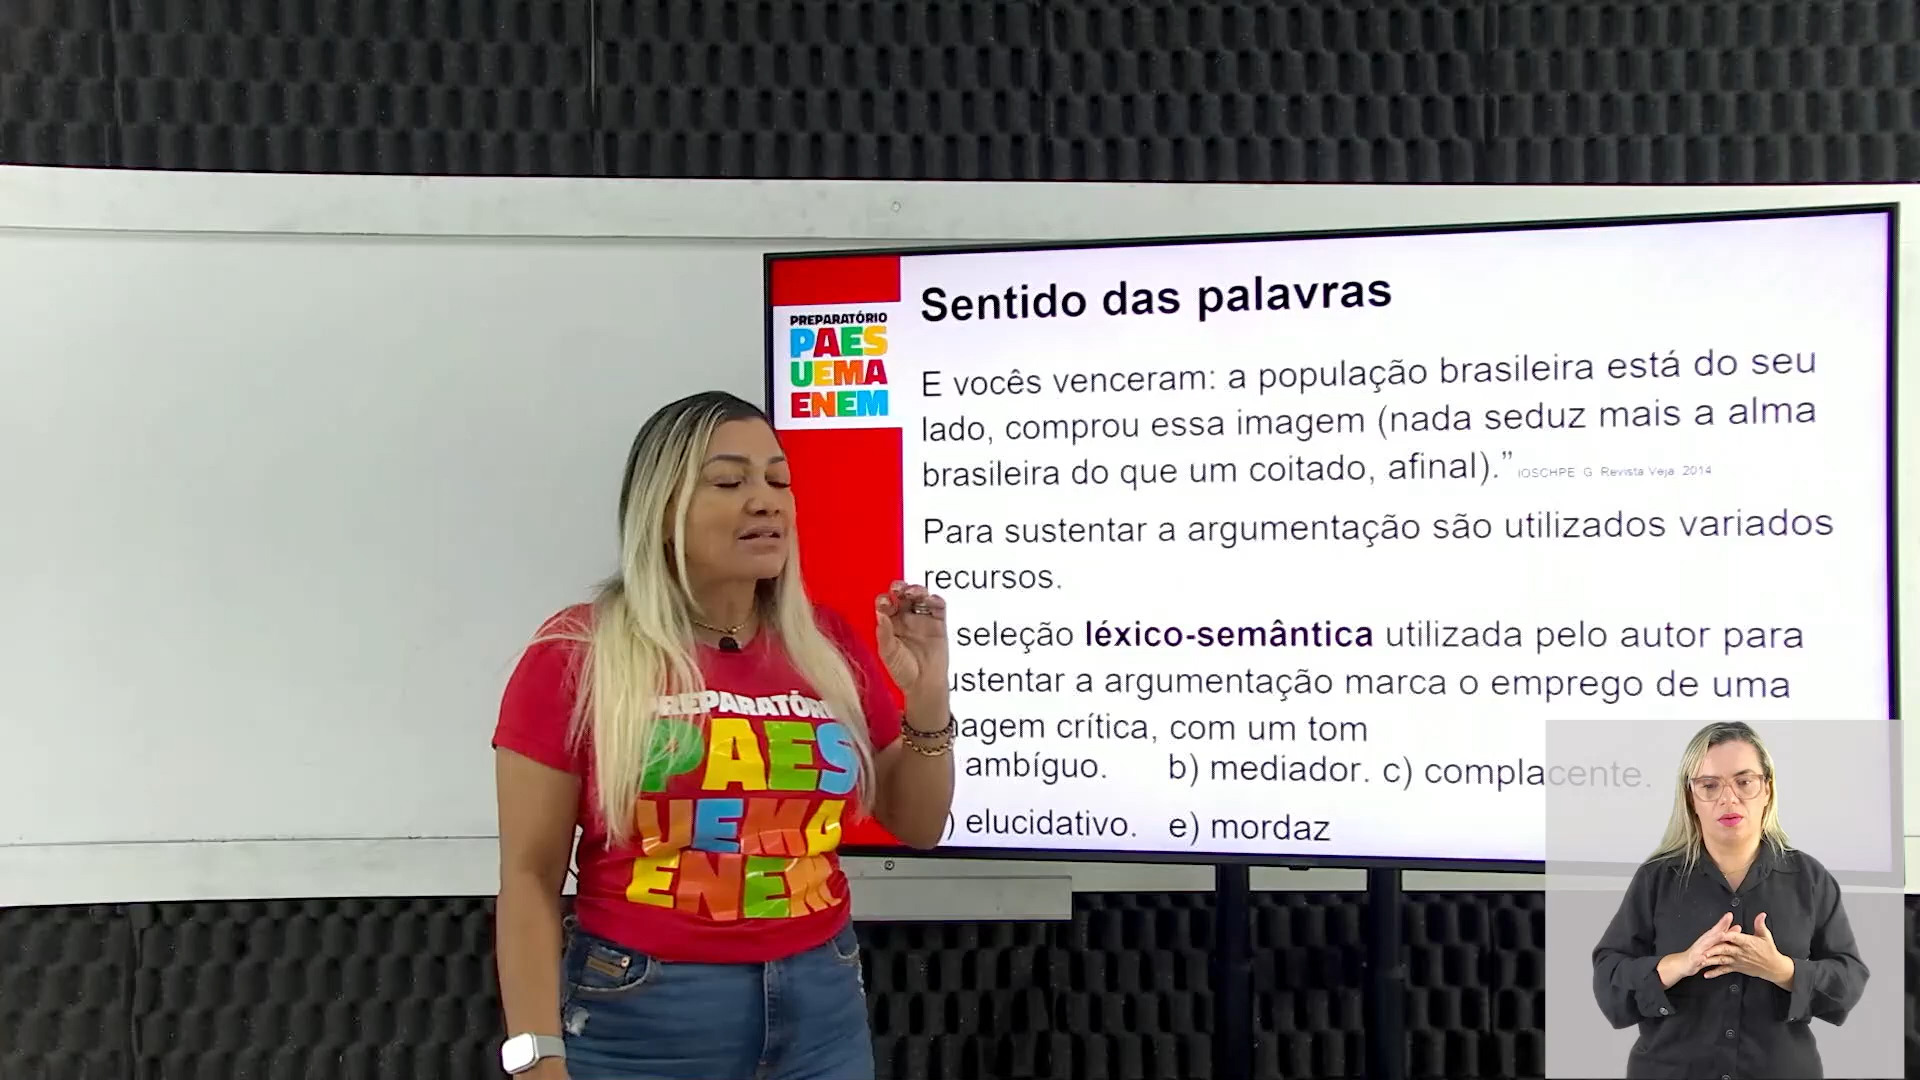 Sentido das palavras
PREPARATÓRIO
PAES
UEMA
ENEM
E vocês venceram: a população brasileira está do seu
lado, comprou essa imagem (nada seduz mais a alma
brasileira do que um coitado, afinal).” IOSCHPE G Revista Veja 2014
Para sustentar a argumentação são utilizados variados
recursos.
seleção léxico-semântica utilizada pelo autor para
ustentar a argumentação marca o emprego de uma
agem crítica, com um tom
ambíguo. b) mediador. c) complacente.
) elucidativo. e) mordaz
PREPARATÓRI
PAES
UEMA
ENEM